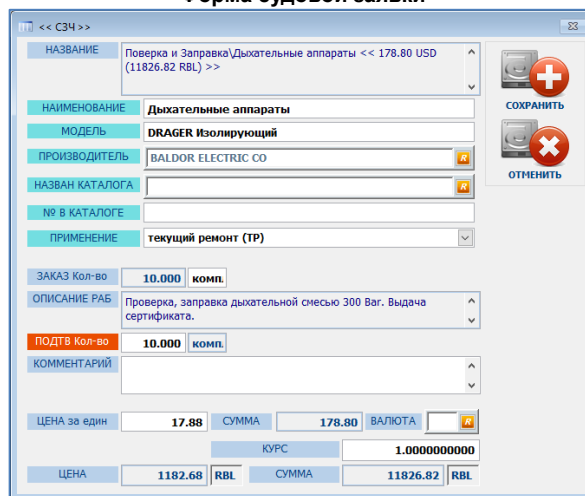 Форма судовой заявки
<< СЗЧ >>
НАЗВАНИЕ Поверка и Заправка\Дыхательные аппараты << 178.80 USD
(11826.82 RBL) >>
СОХРАНИТЬ
НАИМЕНОВАНИЕ Дыхательные аппараты
МОДЕЛЬ DRAGER Изолирующий
ПРОИЗВОДИТЕЛЬ BALDOR ELECTRIC CO R
ОТМЕНИТЬ
НАЗВАН КАТАЛОГА R
№ В КАТАЛОГЕ
ПРИМЕНЕНИЕ текущий ремонт (ТР)
ЗАКАЗ Кол-во 10.000 комп.
ОПИСАНИЕ РАБ Проверка, заправка дыхательной смесью 300 Bar. Выдача
сертификата.
ПОДТВ Кол-во 10.000 комп.
КОММЕНТАРИЙ
ЦЕНА за един 17.88 СУММА 178.80 ВАЛЮТА R
КУРС 1.0000000000
ЦЕНА 1182.68 RBL СУММА 11826.82 RBL